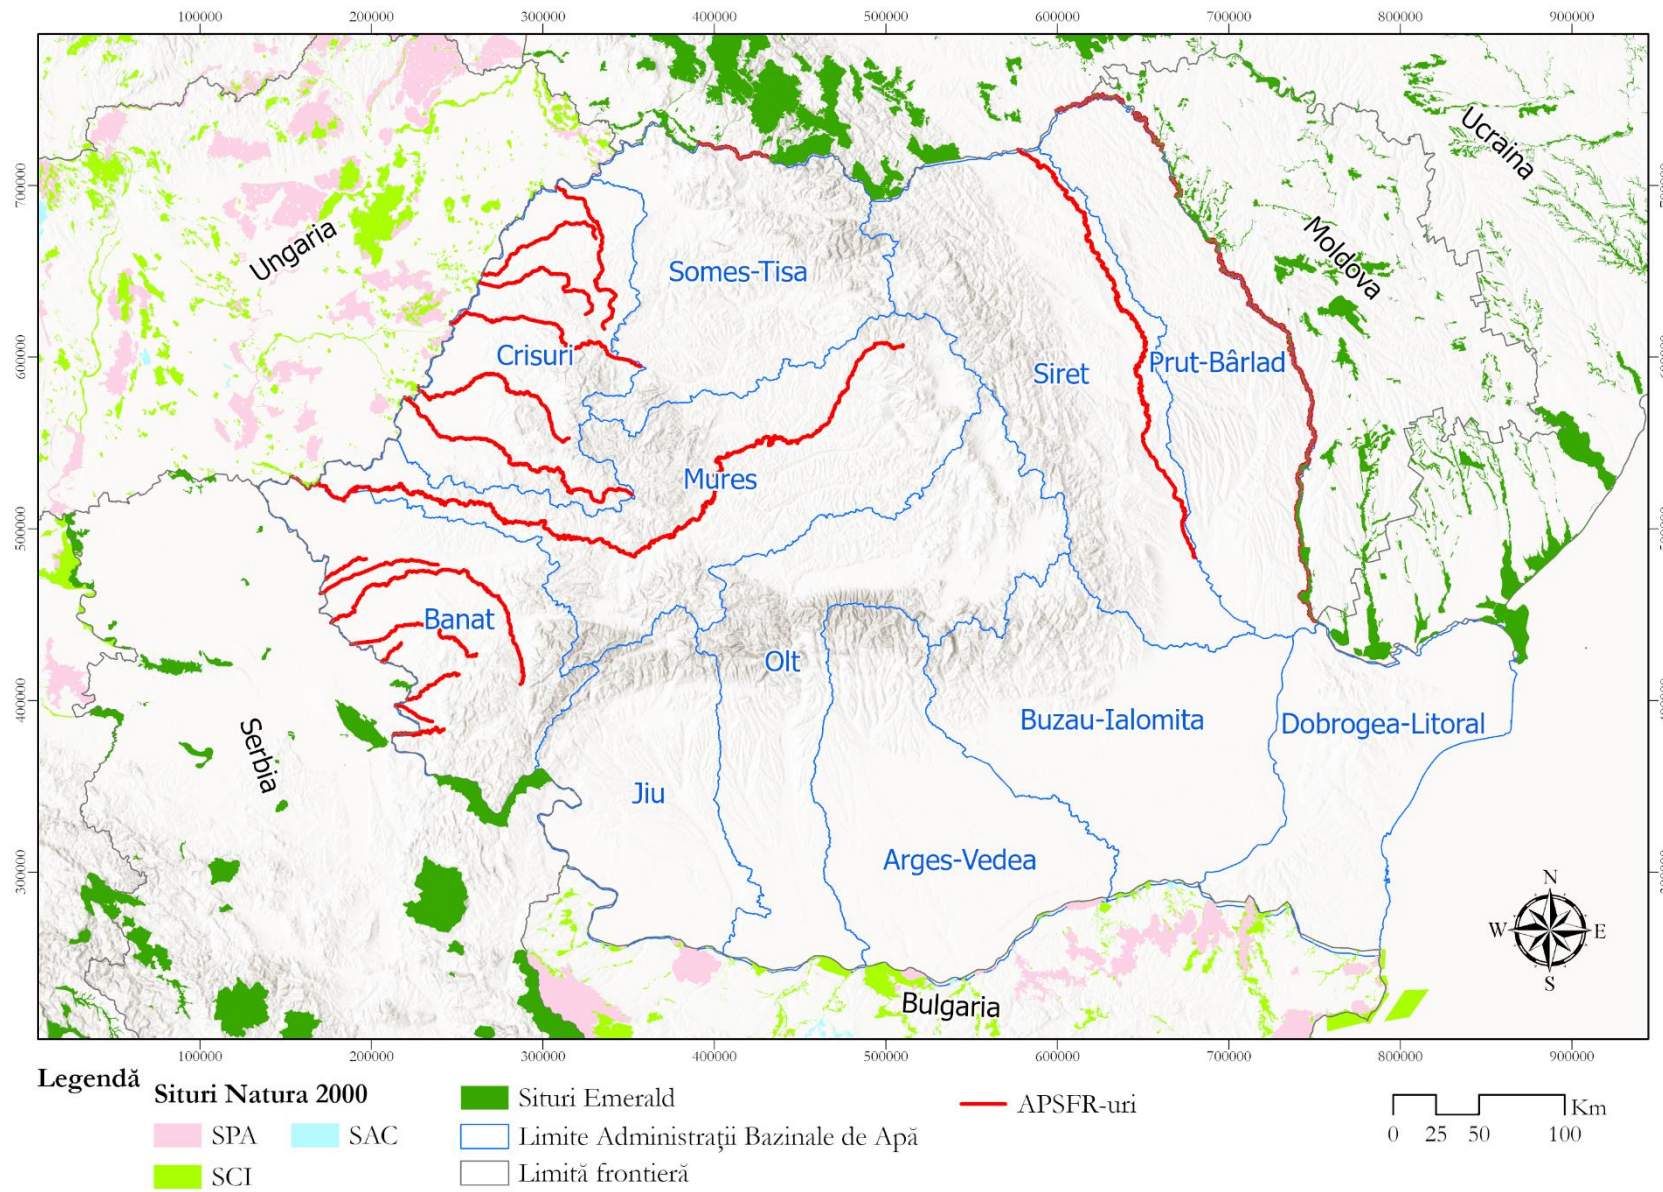 100000 200000 300000 400000 500000 600000 700000 800000 900000
700000
600000
500000
400000
300000
Ucraina
Moldova
Ungaria
Somes-Tisa
Crisuri
Siret
Prut-Bârlad
Mures
Banat
Olt
Buzau-Ialomita
Dobrogea-Litoral
Serbia
Jiu
Arges-Vedea
Bulgaria
N
W E
S
100000 200000 300000 400000 500000 600000 700000 800000 900000
Legendă
Situri Natura 2000
SPA
SAC
SCI
Situri Emerald
Limite Administrații Bazinale de Apă
Limită frontieră
APSFR-uri
Km
0 25 50 100